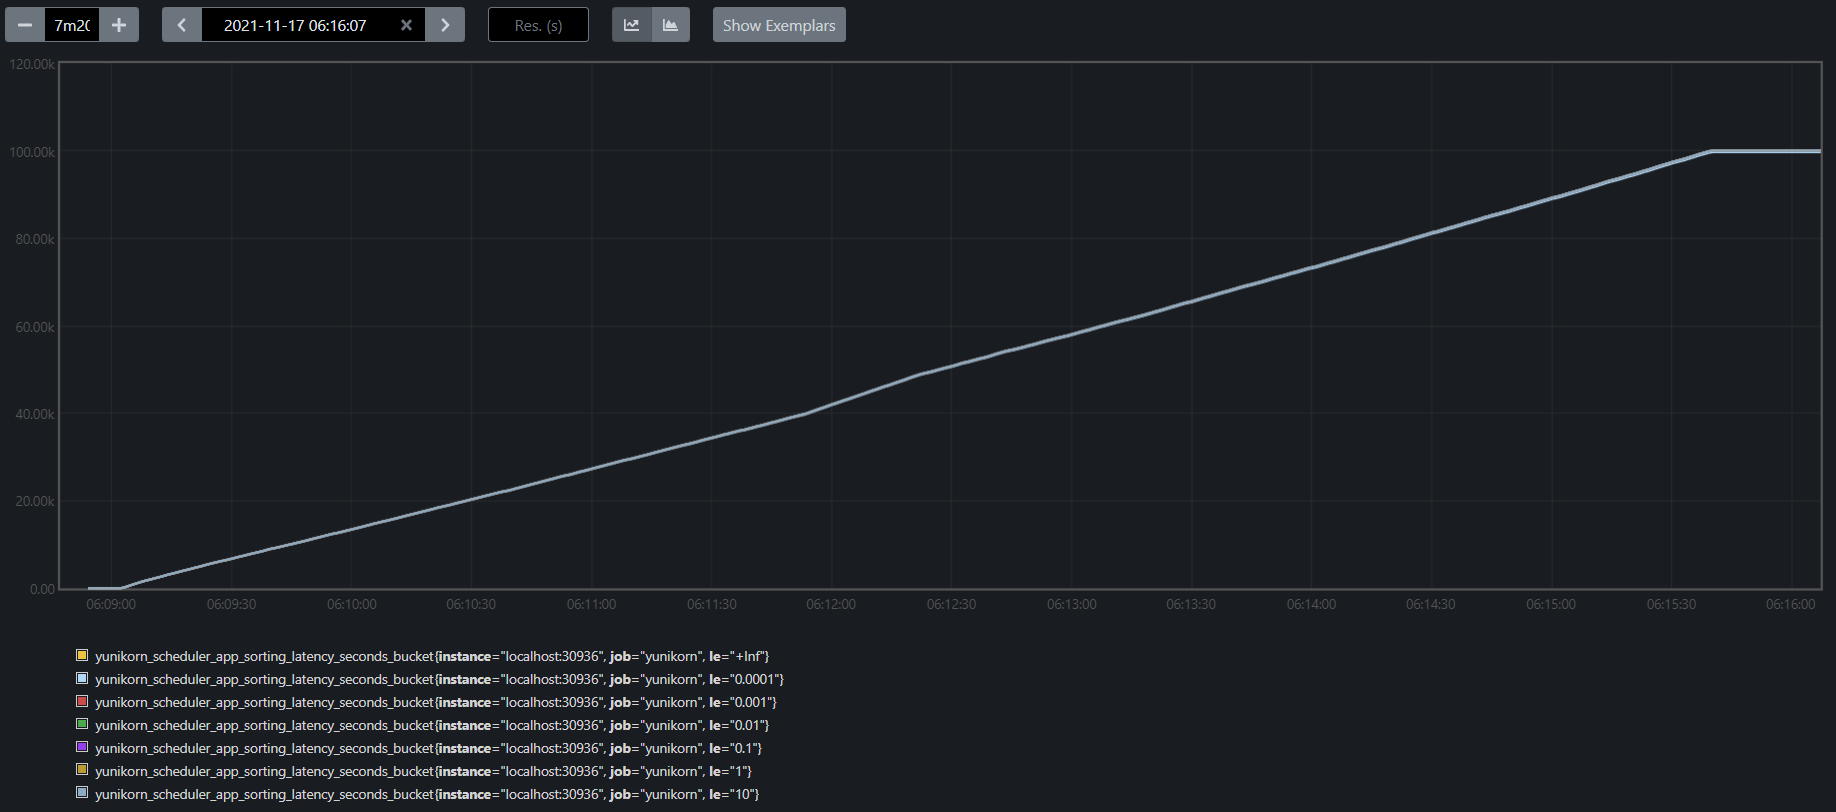 7m20 2021-11-17 06:16:07 Res. (s) Show Exemplars
120.00k
100.00k
80.00k
60.00k
40.00k
20.00k
0.00
06:09:00 06:09:30 06:10:00 06:10:30 06:11:00 06:11:30 06:12:00 06:12:30 06:13:00 06:13:30 06:14:00 06:14:30 06:15:00 06:15:30 06:16:00
yunikorn_scheduler_app_sorting_latency_seconds_bucket{instance="localhost:30936", job="yunikorn", le="+Inf"}
yunikorn_scheduler_app_sorting_latency_seconds_bucket{instance="localhost:30936", job="yunikorn", le="0.0001"}
yunikorn_scheduler_app_sorting_latency_seconds_bucket{instance="localhost:30936", job="yunikorn", le="0.001"}
yunikorn_scheduler_app_sorting_latency_seconds_bucket{instance="localhost:30936", job="yunikorn", le="0.01"}
yunikorn_scheduler_app_sorting_latency_seconds_bucket{instance="localhost:30936", job="yunikorn", le="0.1"}
yunikorn_scheduler_app_sorting_latency_seconds_bucket{instance="localhost:30936", job="yunikorn", le="1"}
yunikorn_scheduler_app_sorting_latency_seconds_bucket{instance="localhost:30936", job="yunikorn", le="10"}